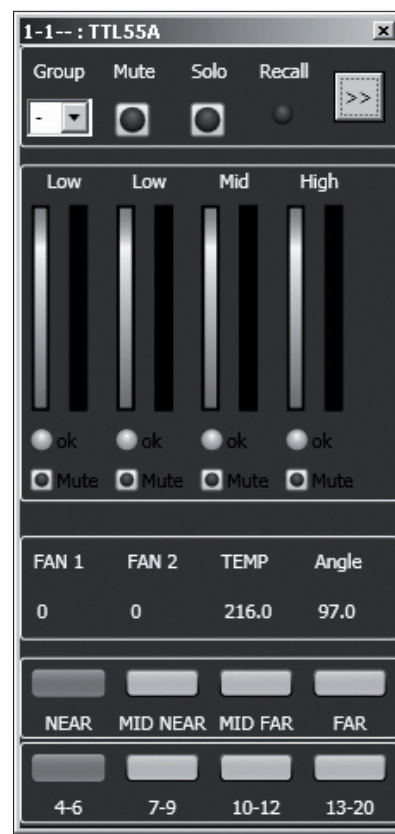 1-1-- : TTL55A x
Group Mute Solo Recall
- >>
Low Low Mid High
ok ok ok ok
Mute Mute Mute Mute
FAN 1 FAN 2 TEMP Angle
0 0 216.0 97.0
NEAR MID NEAR MID FAR FAR
4-6 7-9 10-12 13-20